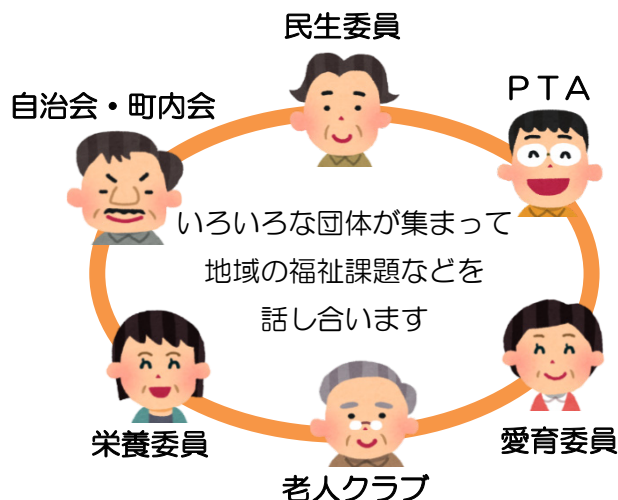 民生委員
PTA
自治会・町内会
いろいろな団体が集まって
地域の福祉課題などを
話し合います
栄養委員
愛育委員
老人クラブ